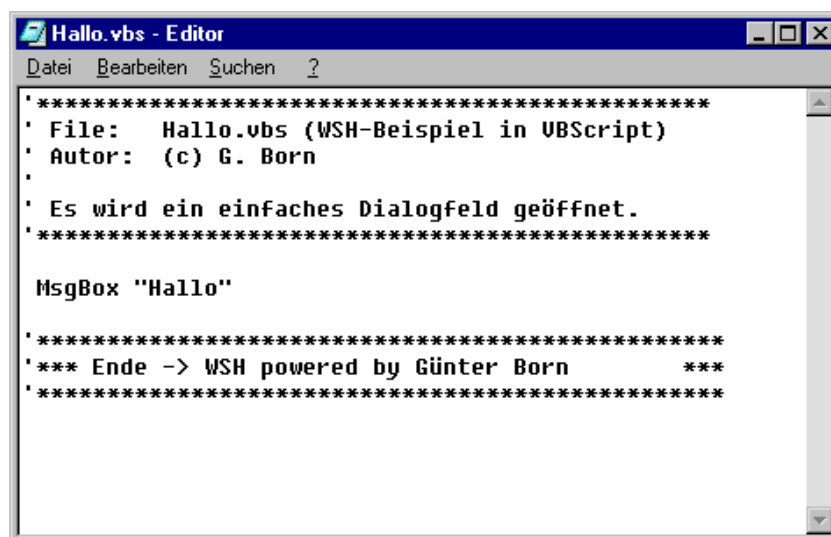 Hallo.vbs - Editor
Datei Bearbeiten Suchen ?
'************************************************
' File:   Hallo.vbs (WSH-Beispiel in VBScript)
' Autor:  (c) G. Born
'
' Es wird ein einfaches Dialogfeld geöffnet.
'************************************************
MsgBox "Hallo"
'*************************************************
'*** Ende -> WSH powered by Günter Born        ***
'*************************************************